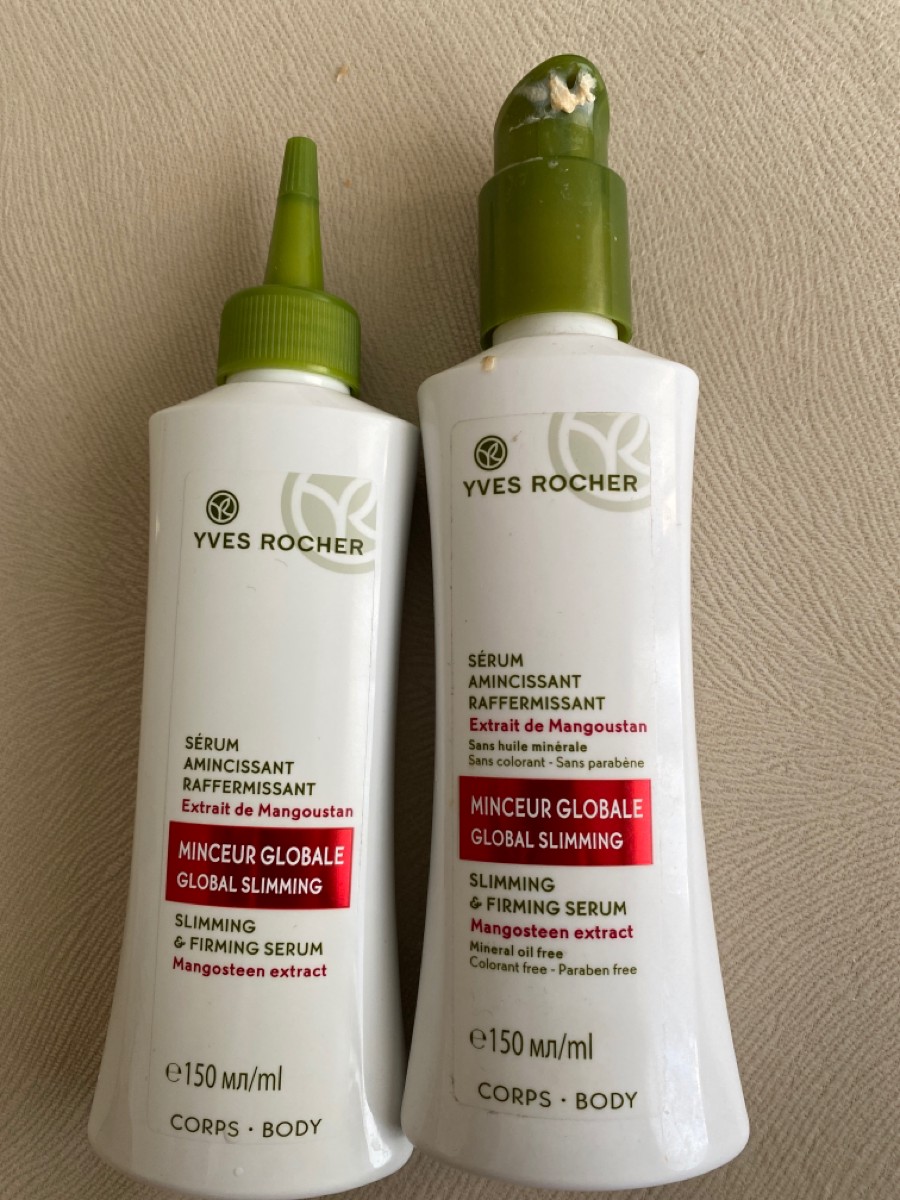 YVES ROCHER
SÉRUM
AMINCISSANT
RAFFERMISSANT
Extrait de Mangoustan
MINCEUR GLOBALE
GLOBAL SLIMMING
SLIMMING
& FIRMING SERUM
Mangosteen extract
℮150 мл/ml
CORPS · BODY
YVES ROCHER
SÉRUM
AMINCISSANT
RAFFERMISSANT
Extrait de Mangoustan
Sans huile minérale
Sans colorant - Sans parabène
MINCEUR GLOBALE
GLOBAL SLIMMING
SLIMMING
& FIRMING SERUM
Mangosteen extract
Mineral oil free
Colorant free - Paraben free
℮150 мл/ml
CORPS · BODY